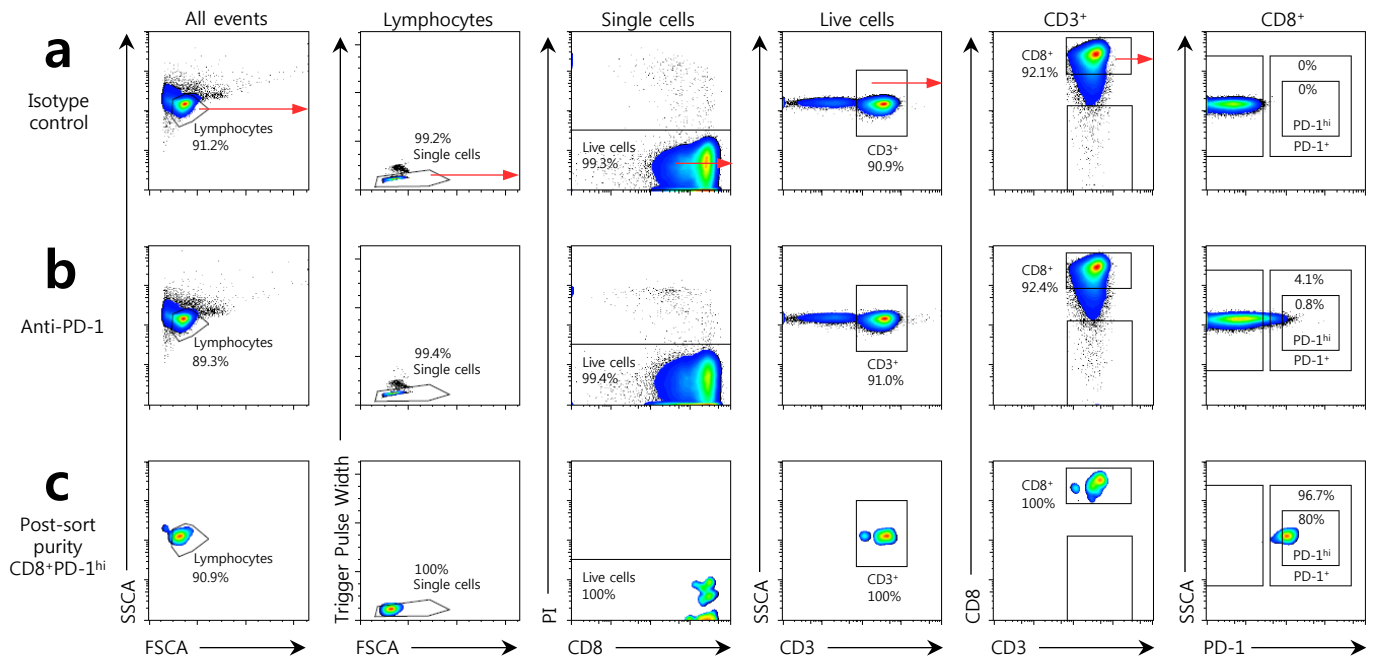 All events
Lymphocytes
Single cells
Live cells
CD3⁺
CD8⁺
a
Isotype
control
Lymphocytes
91.2%
99.2%
Single cells
Live cells
99.3%
CD3⁺
90.9%
CD8⁺
92.1%
0%
0%
PD-1ʰⁱ
PD-1⁺
b
Anti-PD-1
Lymphocytes
89.3%
99.4%
Single cells
Live cells
99.4%
CD3⁺
91.0%
CD8⁺
92.4%
4.1%
0.8%
PD-1ʰⁱ
PD-1⁺
c
Post-sort
purity
CD8⁺PD-1ʰⁱ
Lymphocytes
90.9%
100%
Single cells
Live cells
100%
CD3⁺
100%
CD8⁺
100%
96.7%
80%
PD-1ʰⁱ
PD-1⁺
SSCA
Trigger Pulse Width
PI
SSCA
CD8
SSCA
FSCA
FSCA
CD8
CD3
CD3
PD-1